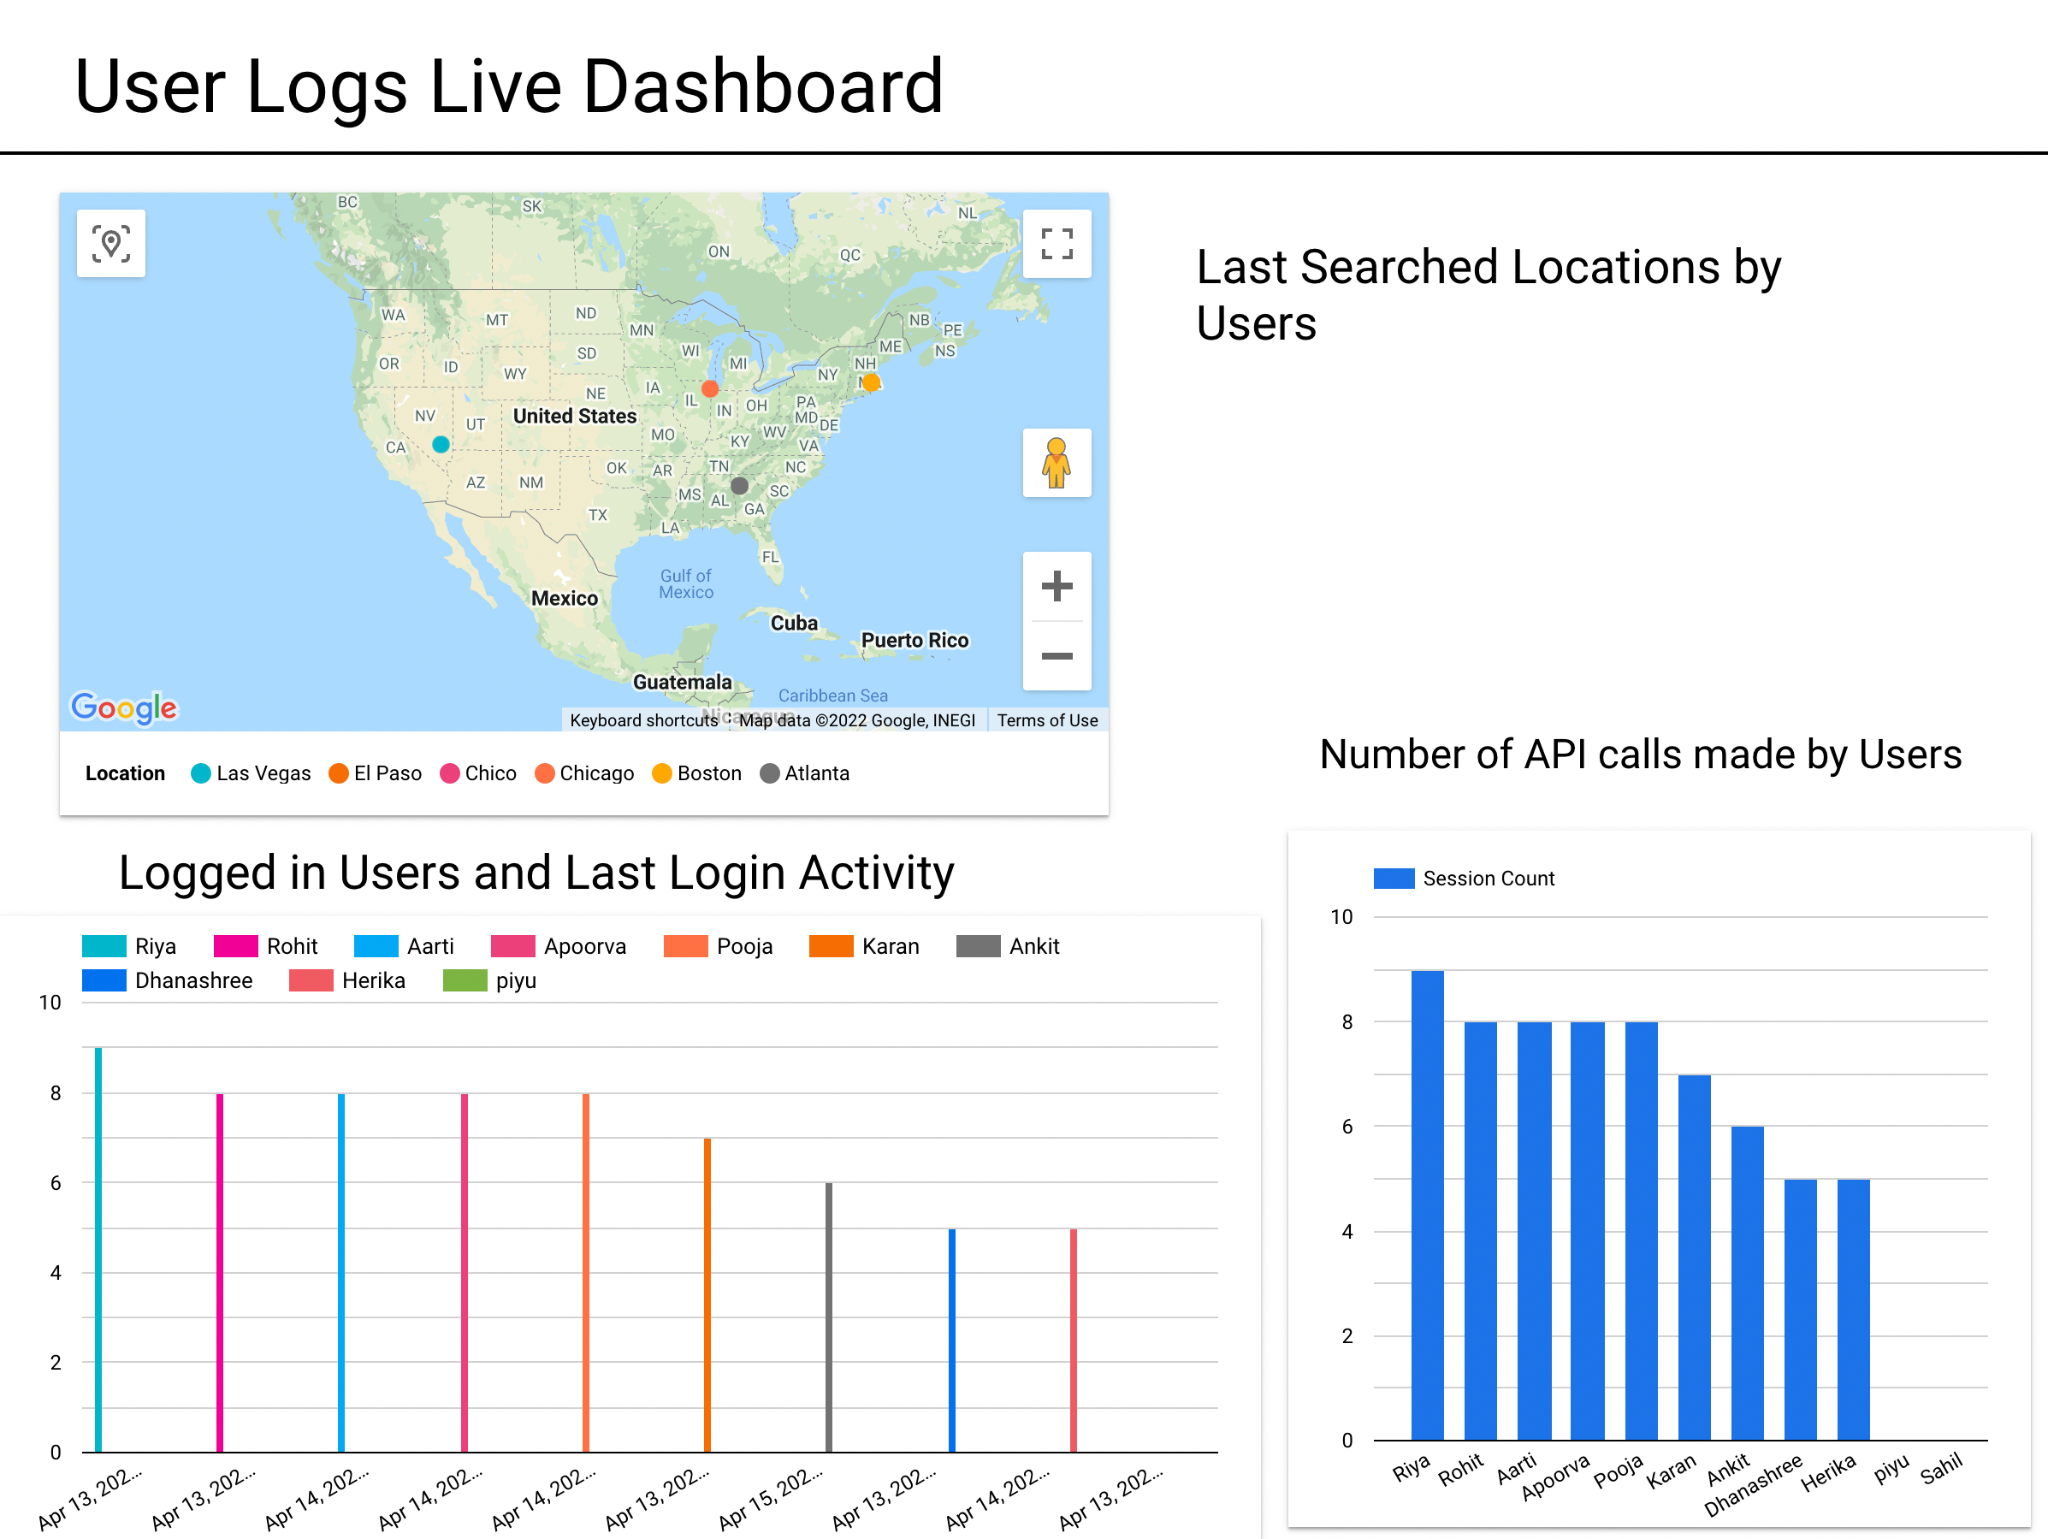 User Logs Live Dashboard
BC
SK
NL
ON
QC
WA
MT
ND
MN
NB
PE
OR
ID
SD
WI
MI
ME
NS
NH
WY
NY
NE
IA
IL
IN
OH
PA
MD
DE
NV
UT
United States
CA
MO
KY
WV
VA
AZ
NM
OK
AR
TN
NC
MS
AL
SC
TX
LA
GA
FL
Gulf of
Mexico
Mexico
Cuba
Puerto Rico
Guatemala
Caribbean Sea
Nicaragua
Google
Keyboard shortcuts
Map data ©2022 Google, INEGI
Terms of Use
Location Las Vegas El Paso Chico Chicago Boston Atlanta
Last Searched Locations by
Users
Number of API calls made by Users
Logged in Users and Last Login Activity
Riya Rohit Aarti Apoorva Pooja Karan Ankit
Dhanashree Herika piyu
10
8
6
4
2
0
Apr 13, 202...
Apr 13, 202...
Apr 14, 202...
Apr 14, 202...
Apr 14, 202...
Apr 13, 202...
Apr 15, 202...
Apr 13, 202...
Apr 14, 202...
Apr 13, 202...
Session Count
10
8
6
4
2
0
Riya
Rohit
Aarti
Apoorva
Pooja
Karan
Ankit
Dhanashree
Herika
piyu
Sahil